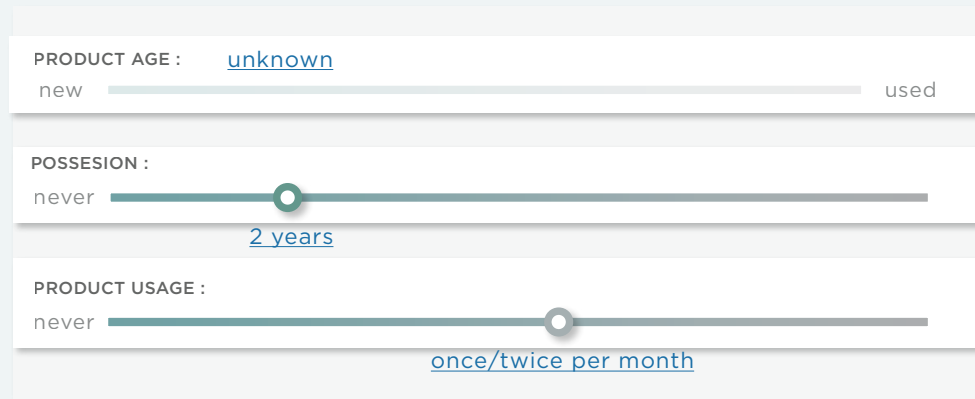 PRODUCT AGE : unknown
new used
POSSESION :
never
2 years
PRODUCT USAGE :
never
once/twice per month